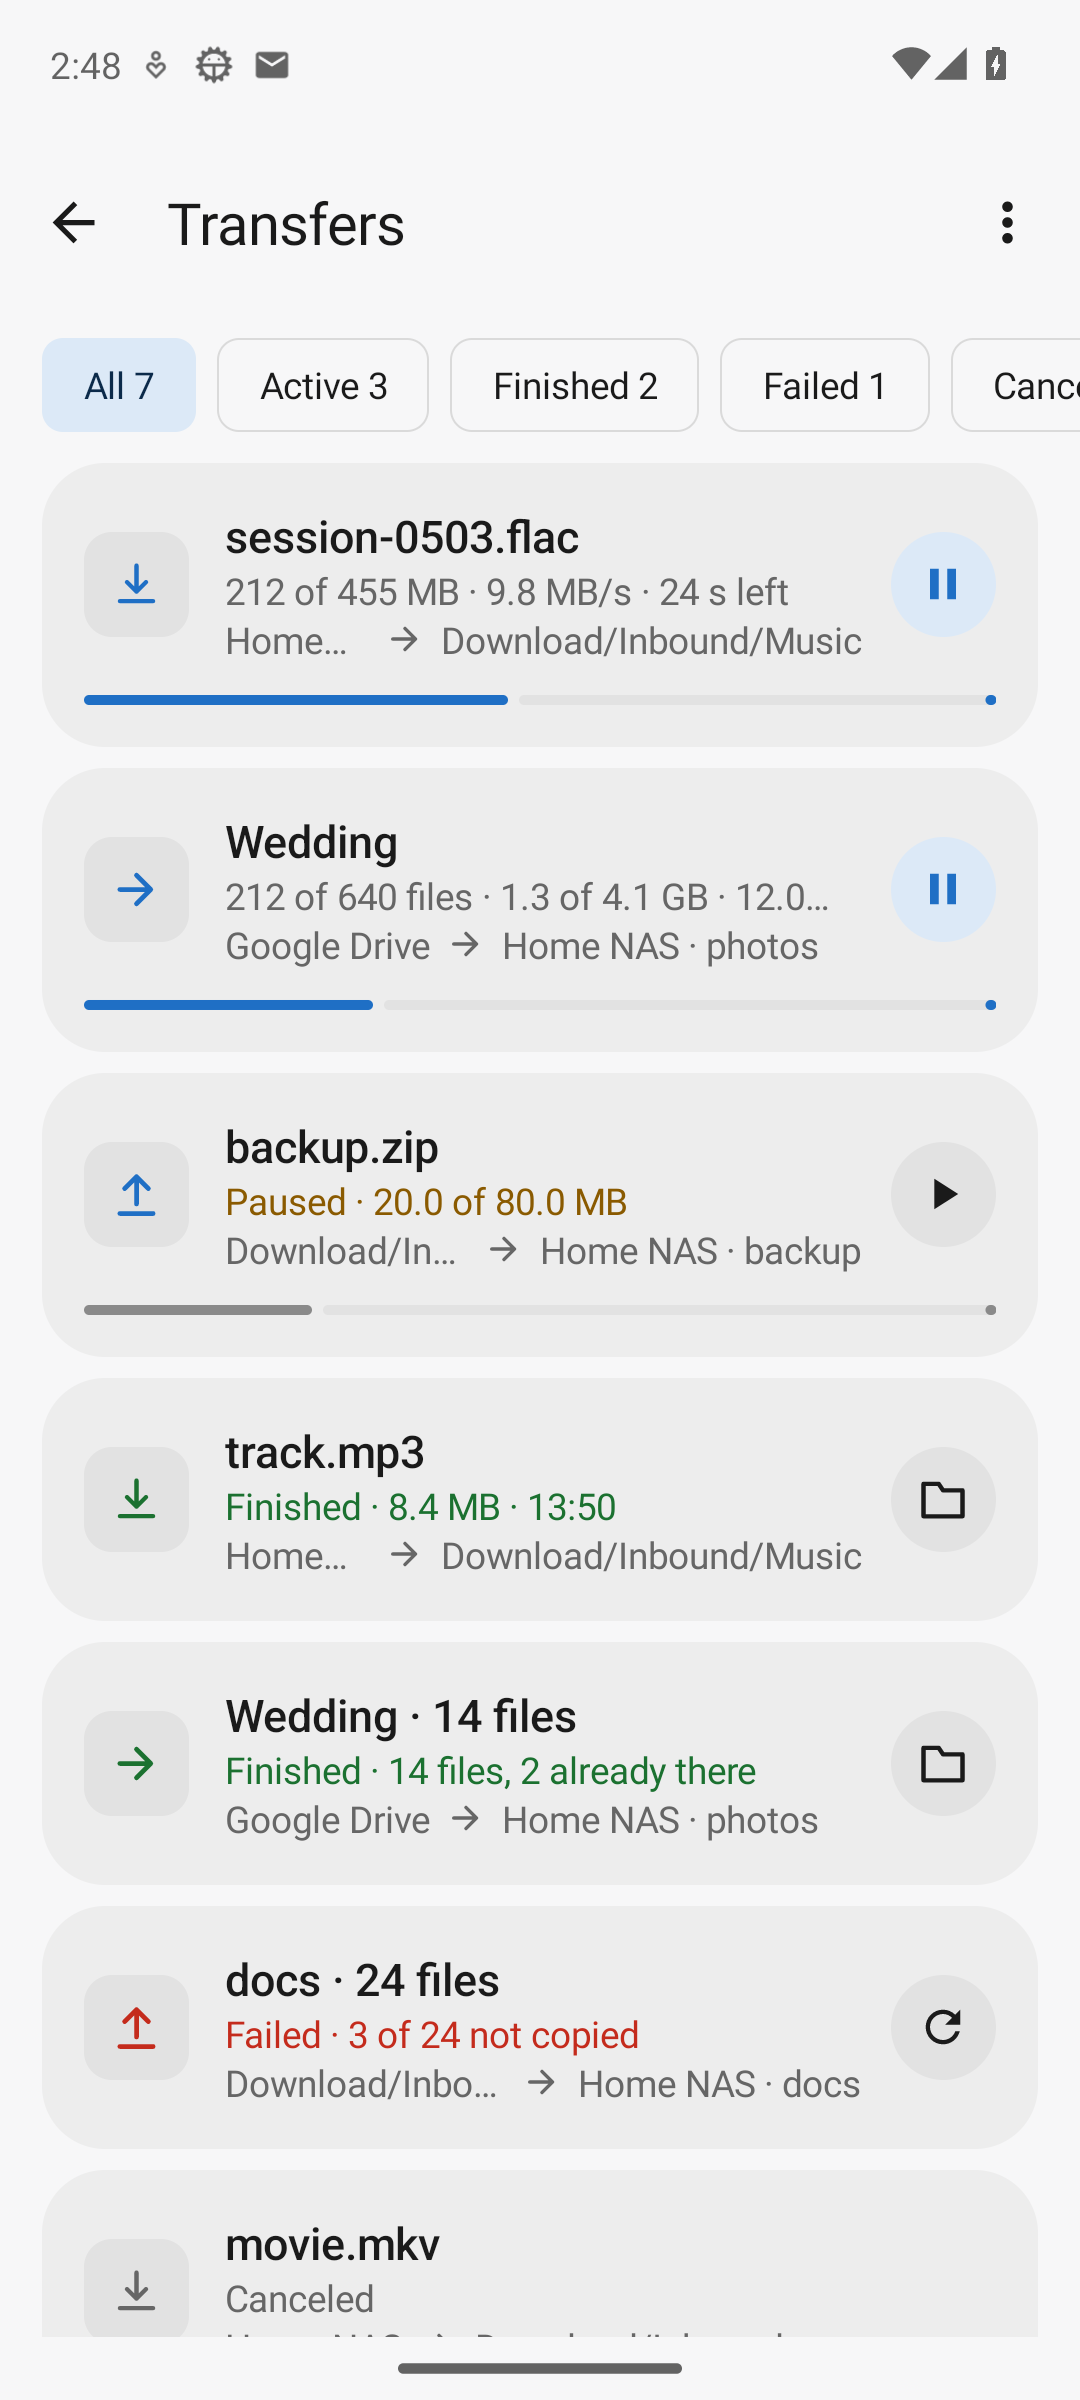 2:48
Transfers
All 7
Active 3
Finished 2
Failed 1
Cance
session-0503.flac
212 of 455 MB · 9.8 MB/s · 24 s left
Home… → Download/Inbound/Music
Wedding
212 of 640 files · 1.3 of 4.1 GB · 12.0…
Google Drive → Home NAS · photos
backup.zip
Paused · 20.0 of 80.0 MB
Download/In… → Home NAS · backup
track.mp3
Finished · 8.4 MB · 13:50
Home… → Download/Inbound/Music
Wedding · 14 files
Finished · 14 files, 2 already there
Google Drive → Home NAS · photos
docs · 24 files
Failed · 3 of 24 not copied
Download/Inbo… → Home NAS · docs
movie.mkv
Canceled